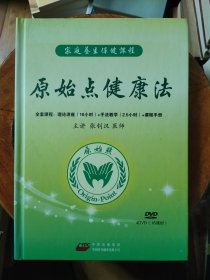 家庭养生保健课程
原始点健康法
全套课程：理论讲座（16小时）+手法教学（2.5小时）+课程手册
主讲 张钊汉 医师
原始点
Origin-Point
DVD